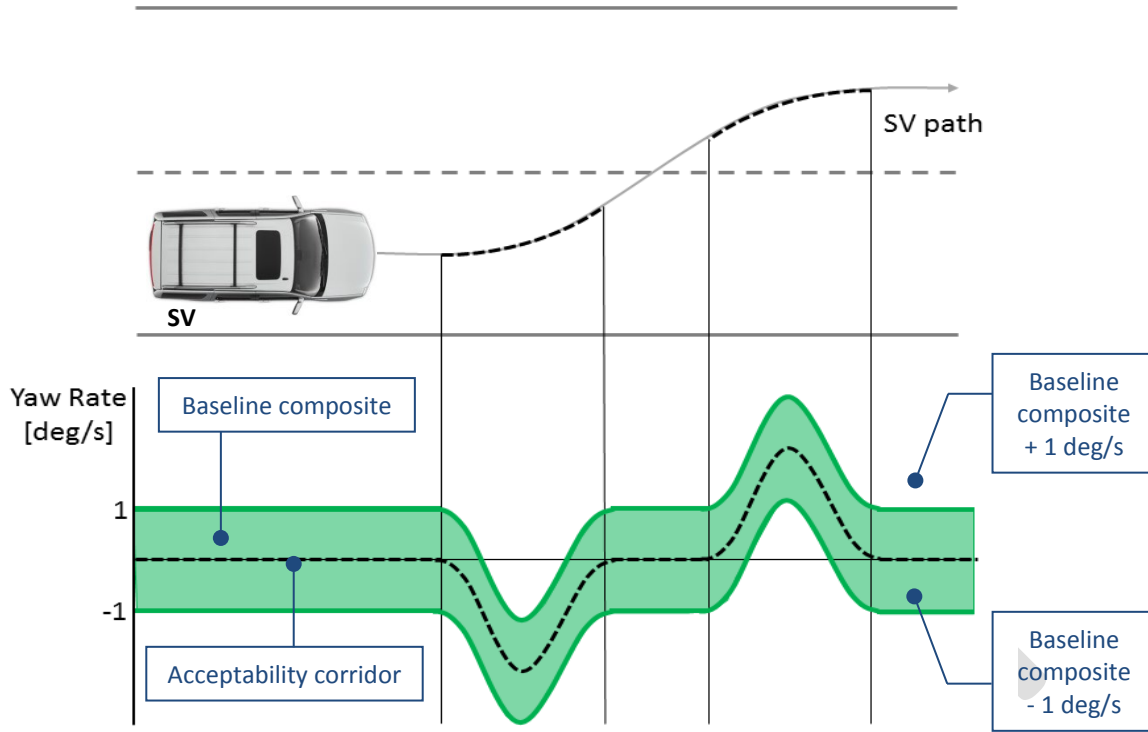 SV path
SV
Yaw Rate
[deg/s]
Baseline composite
Baseline
composite
+ 1 deg/s
1
-1
Acceptability corridor
Baseline
composite
- 1 deg/s